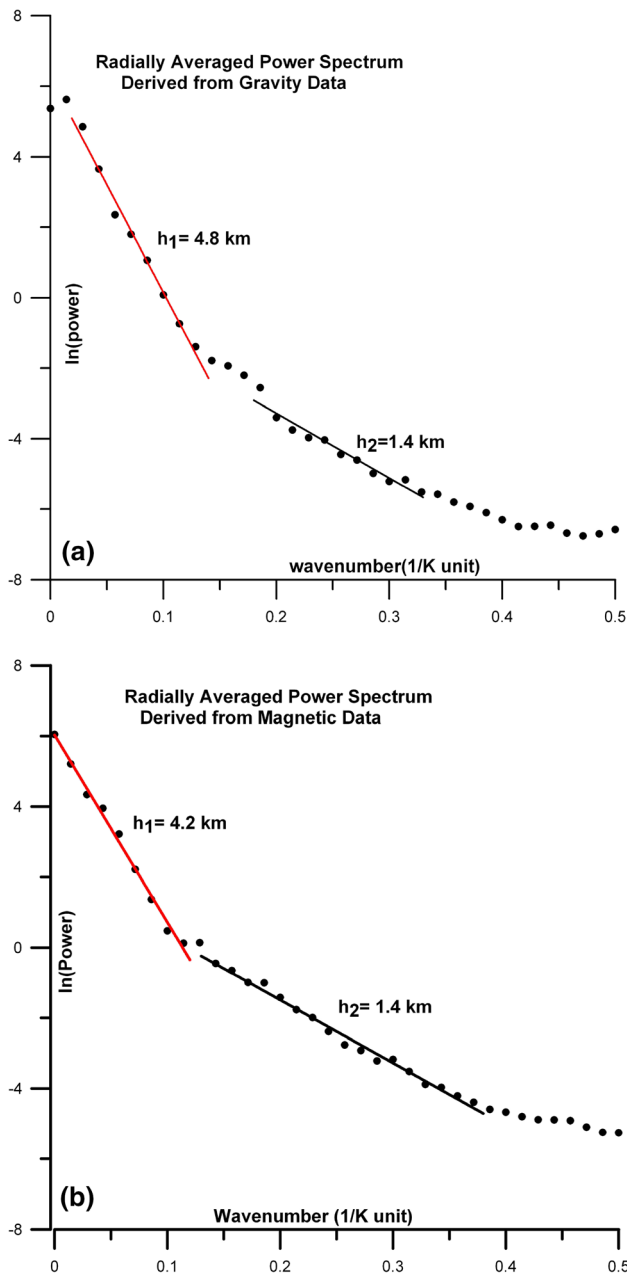 8
Radially Averaged Power Spectrum
Derived from Gravity Data
4
h1= 4.8 km
0
ln(power)
-4
h2=1.4 km
(a)
wavenumber(1/K unit)
-8
0 0.1 0.2 0.3 0.4 0.5
8
Radially Averaged Power Spectrum
Derived from Magnetic Data
4
h1= 4.2 km
0
ln(Power)
h2= 1.4 km
-4
(b)
Wavenumber (1/K unit)
-8
0 0.1 0.2 0.3 0.4 0.5